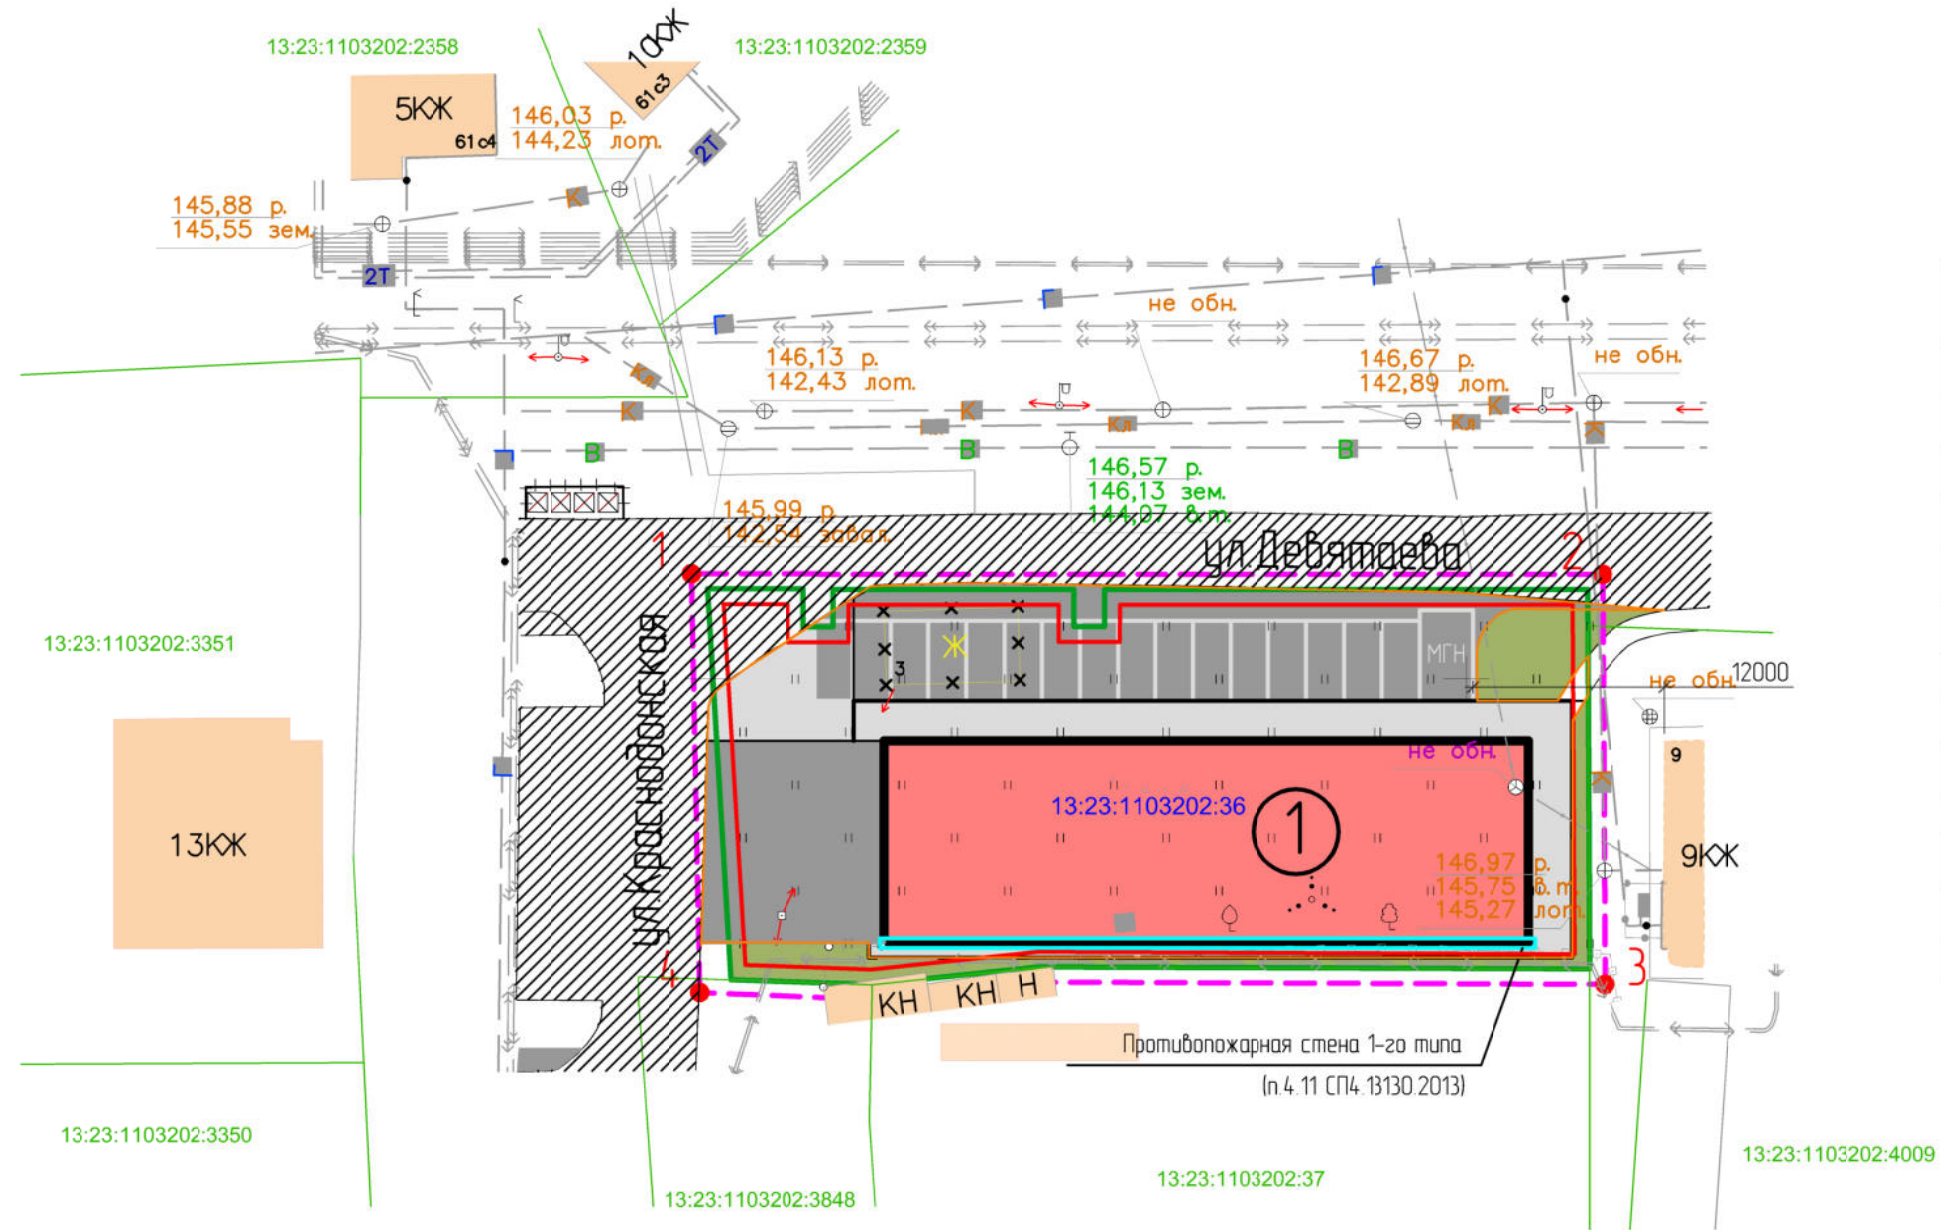 13:23:1103202:2358
10КЖ
13:23:1103202:2359
5КЖ
61с3
61с4
146,03 р.
144,23 лот.
2Т
К
145,88 р.
145,55 зем.
2Т
не обн.
146,13 р.
142,43 лот.
146,67 р.
142,89 лот.
не обн.
Кл
К
К
К
Кл
Кл
К
В
В
В
146,57 р.
146,13 зем.
144,07 в.т.
145,99 р.
142,54 завал.
1
ул.Девятаева
2
13:23:1103202:3351
ул.Краснодонская
Ж
3
МГН
не обн.
12000
не обн.
9
К
13:23:1103202:36
1
13КЖ
9КЖ
146,97 р.
145,75 в.т.
145,27 лот.
4
3
КН
КН
Н
Противопожарная стена 1-го типа
(п.4.11 СП4.13130.2013)
13:23:1103202:3350
13:23:1103202:3848
13:23:1103202:37
13:23:1103202:4009